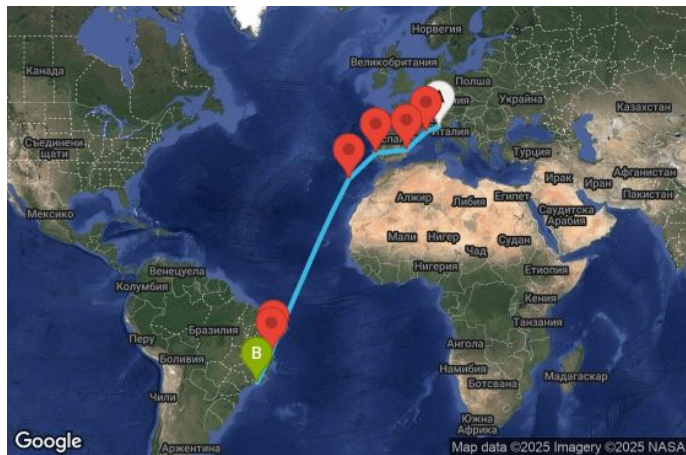 Норвегия
Канада
Великобритания
Полша
A
Украйна
Казахстан
Италия
Съединени
щати
Турция
Ирак
Иран
Афганистан
Пакистан
Алжир
Либия
Египет
Саудитска
Арабия
Мексико
Мали
Нигер
Чад
Судан
Нигерия
Етиопия
Венецуела
Колумбия
Кения
Танзания
Перу
Бразилия
Боливия
B
Ангола
Намибия
Ботсвана
Мадагаскар
Чили
Южна
Африка
Аржентина
Google
Map data ©2025 Imagery ©2025 NASA